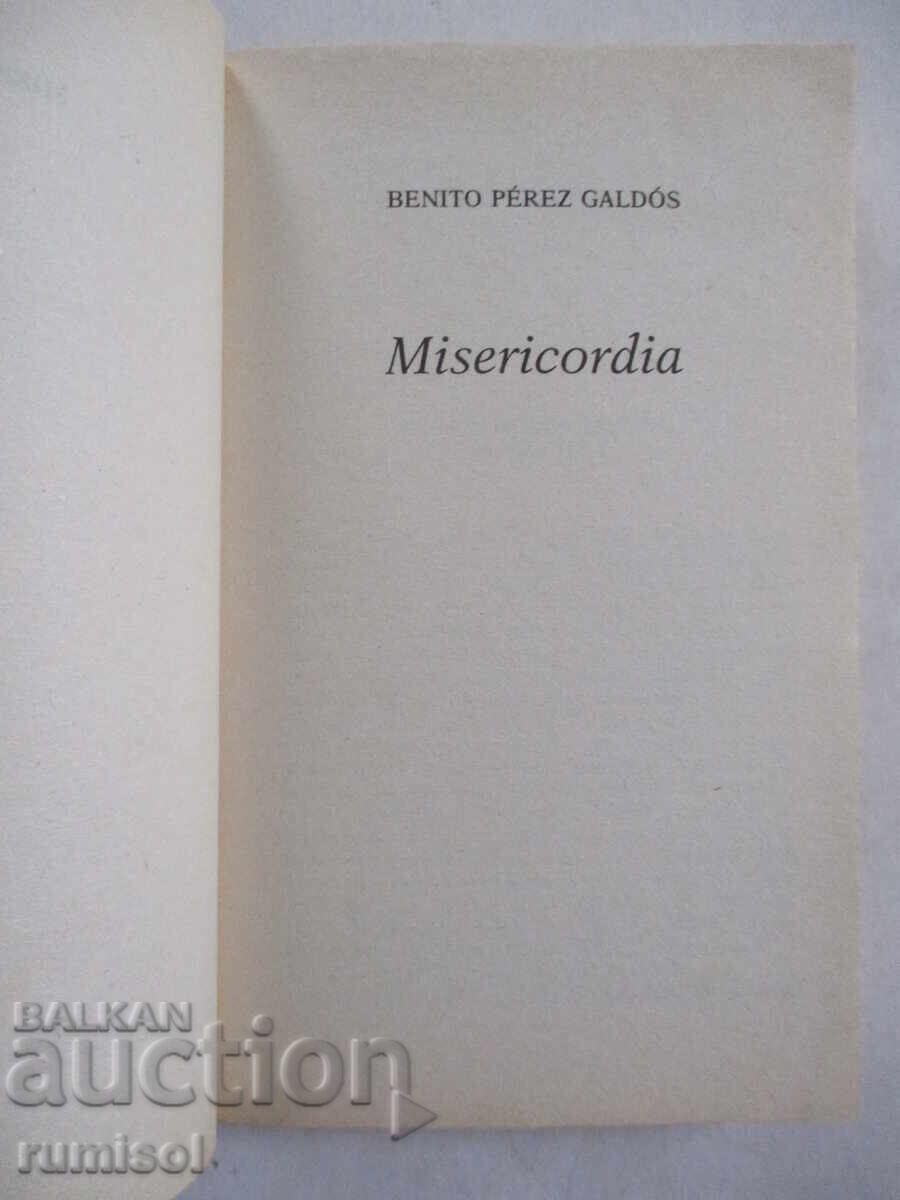 BENITO PÉREZ GALDÓS
Misericordia
BALKAN
auction
rumisol